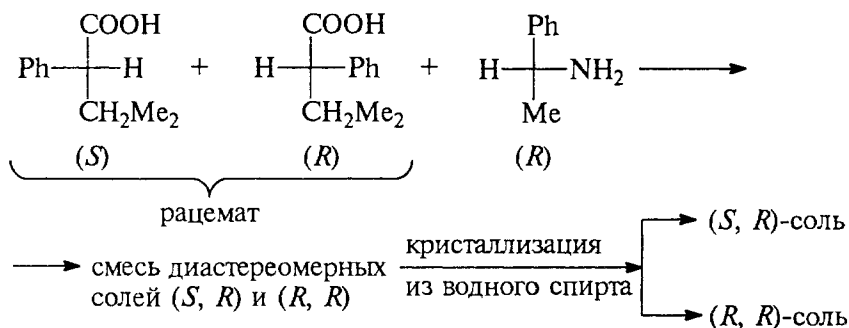 COOH COOH Ph
Ph H + H Ph + H NH₂
CH₂Me₂ CH₂Me₂ Me
(S) (R) (R)
рацемат
смесь диастереомерных солей (S, R) и (R, R)
кристаллизация
из водного спирта
(S, R)-соль
(R, R)-соль